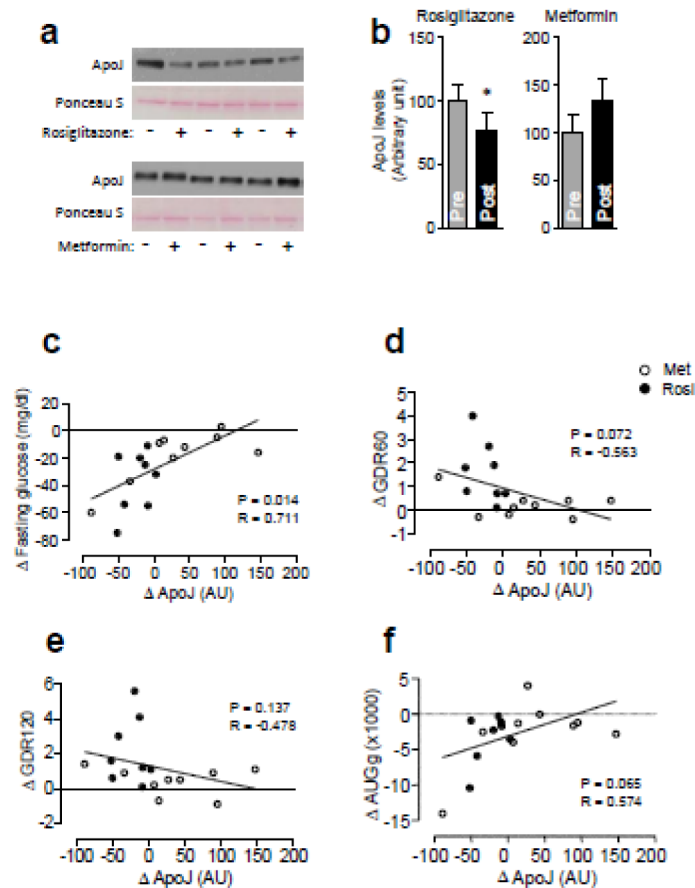 a
ApoJ
Ponceau S
Rosiglitazone: - + - + - +
ApoJ
Ponceau S
Metformin: - + - + - +
b
Rosiglitazone
Metformin
ApoJ levels
(Arbitrary unit)
150
100
50
0
*
Pre
Post
200
150
100
50
0
Pre
Post
c
Δ Fasting glucose (mg/dl)
20
0
-20
-40
-60
-80
P = 0.014
R = 0.711
-100 -50 0 50 100 150 200
Δ ApoJ (AU)
d
Met
Rosi
Δ GDR60
5
4
3
2
1
0
-1
P = 0.072
R = -0.563
-100 -50 0 50 100 150 200
Δ ApoJ (AU)
e
Δ GDR120
6
4
2
0
-2
P = 0.137
R = -0.478
-100 -50 0 50 100 150 200
Δ ApoJ (AU)
f
Δ AUGg (x1000)
5
0
-5
-10
-15
P = 0.065
R = 0.574
-100 -50 0 50 100 150 200
Δ ApoJ (AU)